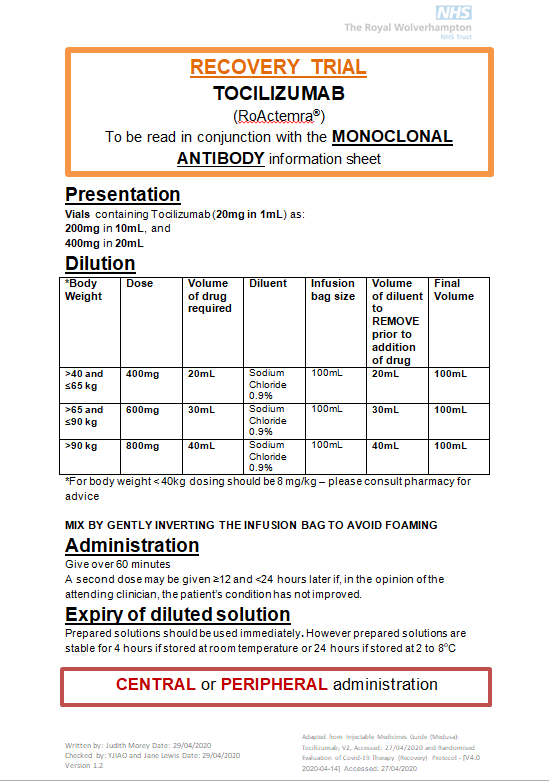 NHS
The Royal Wolverhampton
NHS Trust
RECOVERY TRIAL
TOCILIZUMAB
(RoActemra®)
To be read in conjunction with the MONOCLONAL
ANTIBODY information sheet
Presentation
Vials containing Tocilizumab (20mg in 1mL) as:
200mg in 10mL, and
400mg in 20mL
Dilution
*Body Weight | Dose | Volume of drug required | Diluent | Infusion bag size | Volume of diluent to REMOVE prior to addition of drug | Final Volume
>40 and ≤65 kg | 400mg | 20mL | Sodium Chloride 0.9% | 100mL | 20mL | 100mL
>65 and ≤90 kg | 600mg | 30mL | Sodium Chloride 0.9% | 100mL | 30mL | 100mL
>90 kg | 800mg | 40mL | Sodium Chloride 0.9% | 100mL | 40mL | 100mL
*For body weight < 40kg dosing should be 8 mg/kg – please consult pharmacy for
advice
MIX BY GENTLY INVERTING THE INFUSION BAG TO AVOID FOAMING
Administration
Give over 60 minutes
A second dose may be given ≥12 and <24 hours later if, in the opinion of the
attending clinician, the patient's condition has not improved.
Expiry of diluted solution
Prepared solutions should be used immediately. However prepared solutions are
stable for 4 hours if stored at room temperature or 24 hours if stored at 2 to 8°C
CENTRAL or PERIPHERAL administration
Written by: Judith Morey Date: 29/04/2020
Checked by: YJIAO and Jane Lewis Date: 29/04/2020
Version 1.2
Adapted from Injectable Medicines Guide (Medusa):
Tocilizumab, V2, Accessed: 27/04/2020 and Randomised
Evaluation of Covid-19 Therapy (Recovery) Protocol - [V4.0
2020-04-14] Accessed: 27/04/2020